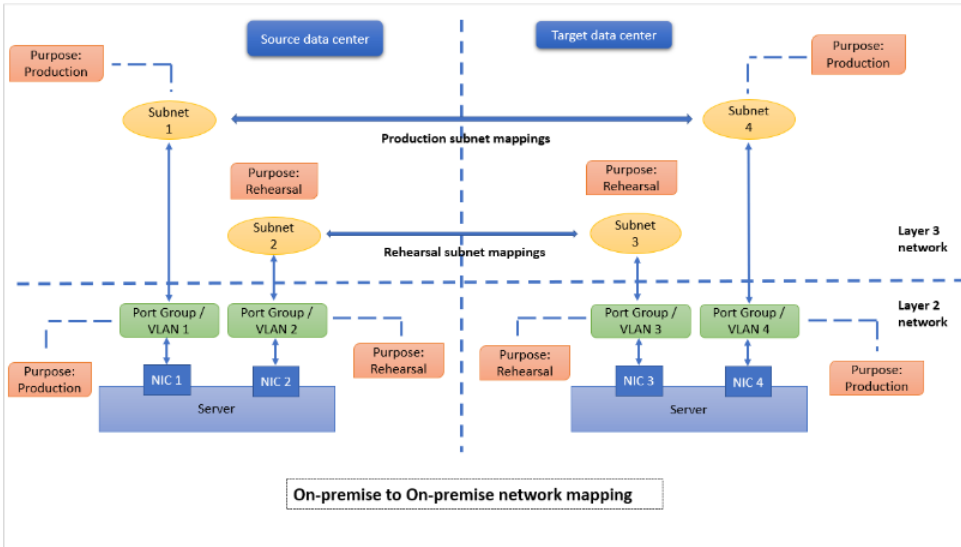 Source data center
Target data center
Purpose:
Production
Purpose:
Production
Subnet
1
Subnet
4
Production subnet mappings
Purpose:
Rehearsal
Purpose:
Rehearsal
Subnet
2
Subnet
3
Rehearsal subnet mappings
Layer 3
network
Port Group /
VLAN 1
Port Group /
VLAN 2
Port Group /
VLAN 3
Port Group /
VLAN 4
Layer 2
network
Purpose:
Production
NIC 1
NIC 2
Purpose:
Rehearsal
Purpose:
Rehearsal
NIC 3
NIC 4
Purpose:
Production
Server
Server
On-premise to On-premise network mapping